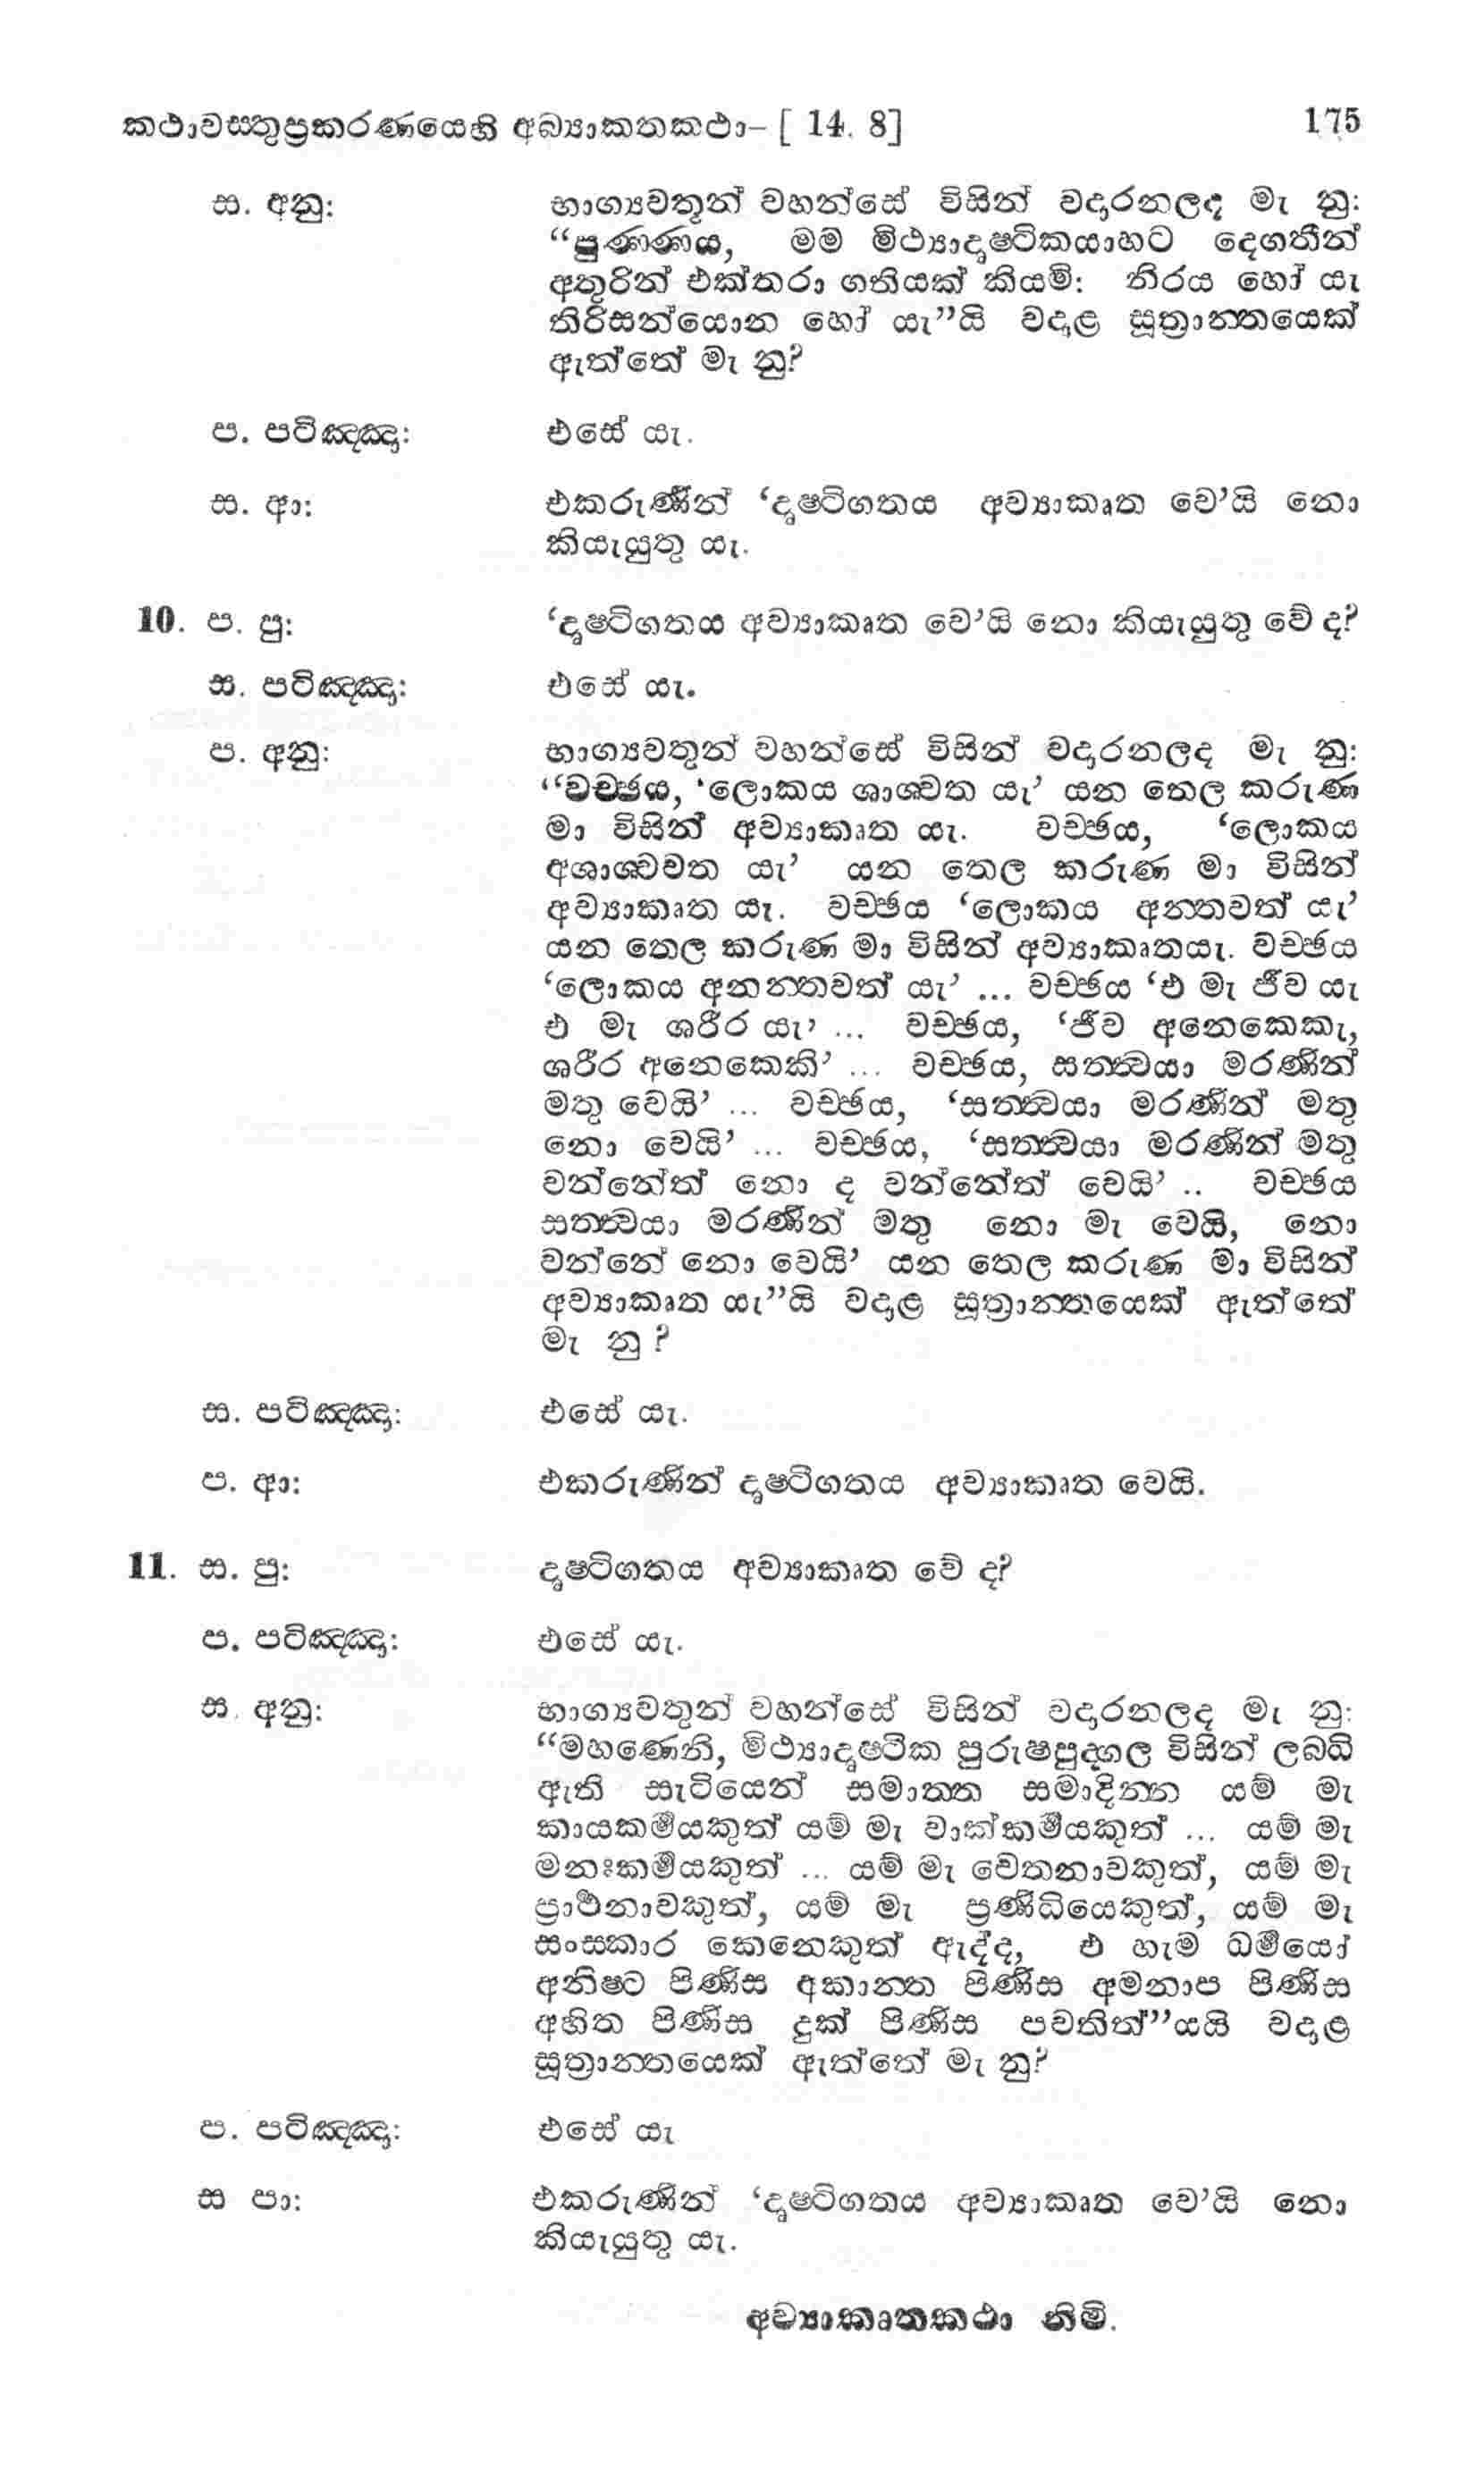 කථාවස්තුප්‍රකරණයෙහි අබ්‍යාකතකථා– [ 14. 8] 175
ස. අනු: භාග්‍යවතුන් වහන්සේ විසින් වදාරනලද මැ නු:
“පුණ්ණය, මම මිථ්‍යාදෘෂ්ටිකයාහට දෙගතීන්
අතුරින් එක්තරා ගතියක් කියමි: නිරය හෝ යැ
තිරිසන්යොන හෝ යැ”යි වදාළ සූත්‍රාන්තයෙක්
ඇත්තේ මැ නු?
ප. පටිඤ්ඤා: එසේ යැ.
ස. ආ: එකරුණින් ‘දෘෂ්ටිගතය අව්‍යාකෘත වෙ’යි නො
කියැයුතු යැ.
10. ප. පු: ‘දෘෂ්ටිගතය අව්‍යාකෘත වෙ’යි නො කියැයුතු වේ ද?
ස. පටිඤ්ඤා: එසේ යැ.
ප. අනු: භාග්‍යවතුන් වහන්සේ විසින් වදාරනලද මැ නු:
“වච්ඡය, ‘ලොකය ශාශ්වත යැ’ යන තෙල කරුණ
මා විසින් අව්‍යාකෘත යැ. වච්ඡය, ‘ලොකය
අශාශ්වවත යැ’ යන තෙල කරුණ මා විසින්
අව්‍යාකෘත යැ. වච්ඡය ‘ලොකය අන්තවත් යැ’
යන තෙල කරුණ මා විසින් අව්‍යාකෘතයැ. වච්ඡය
‘ලොකය අනන්තවත් යැ’ ... වච්ඡය ‘එ මැ ජීව යැ
එ මැ ශරීර යැ’ ... වච්ඡය, ‘ජීව අනෙකෙකැ,
ශරීර අනෙකෙකි’ ... වච්ඡය, සත්ත්වයා මරණින්
මතු වෙයි’ ... වච්ඡය, ‘සත්ත්වයා මරණින් මතු
නො වෙයි’ ... වච්ඡය, ‘සත්ත්වයා මරණින් මතු
වන්නේත් නො ද වන්නේත් වෙයි’ .. වච්ඡය
සත්ත්වයා මරණින් මතු නො මැ වෙයි, නො
වන්නේ නො වෙයි’ යන තෙල කරුණ මා විසින්
අව්‍යාකෘත යැ”යි වදාළ සූත්‍රාන්තයෙක් ඇත්තේ
මැ නු ?
ස. පටිඤ්ඤා: එසේ යැ.
ප. ආ: එකරුණින් දෘෂ්ටිගතය අව්‍යාකෘත වෙයි.
11. ස. පු: දෘෂ්ටිගතය අව්‍යාකෘත වේ ද?
ප. පටිඤ්ඤා: එසේ යැ.
ස. අනු: භාග්‍යවතුන් වහන්සේ විසින් වදාරනලද මැ නු:
“මහණෙනි, මිථ්‍යාදෘෂ්ටික පුරුෂපුද්ගල විසින් ලබ්ධි
ඇති සැටියෙන් සමාත්ත සමාදින්න යම් මැ
කායකර්මයකුත් යම් මැ වාක්කර්මයකුත් ... යම් මැ
මනඃකර්මයකුත් ... යම් මැ චෙතනාවකුත්, යම් මැ
ප්‍රාර්ථනාවකුත්, යම් මැ ප්‍රණිධියෙකුත්, යම් මැ
සංස්කාර කෙනෙකුත් ඇද්ද, එ හැම ධර්මයෝ
අනිෂ්ට පිණිස අකාන්ත පිණිස අමනාප පිණිස
අහිත පිණිස දුක් පිණිස පවතිත්”යයි වදාළ
සූත්‍රාන්තයෙක් ඇත්තේ මැ නු?
ප. පටිඤ්ඤා: එසේ යැ
ස පා: එකරුණින් ‘දෘෂ්ටිගතය අව්‍යාකෘත වෙ’යි නො
කියැයුතු යැ.
අව්‍යාකෘතකථා නිමි.